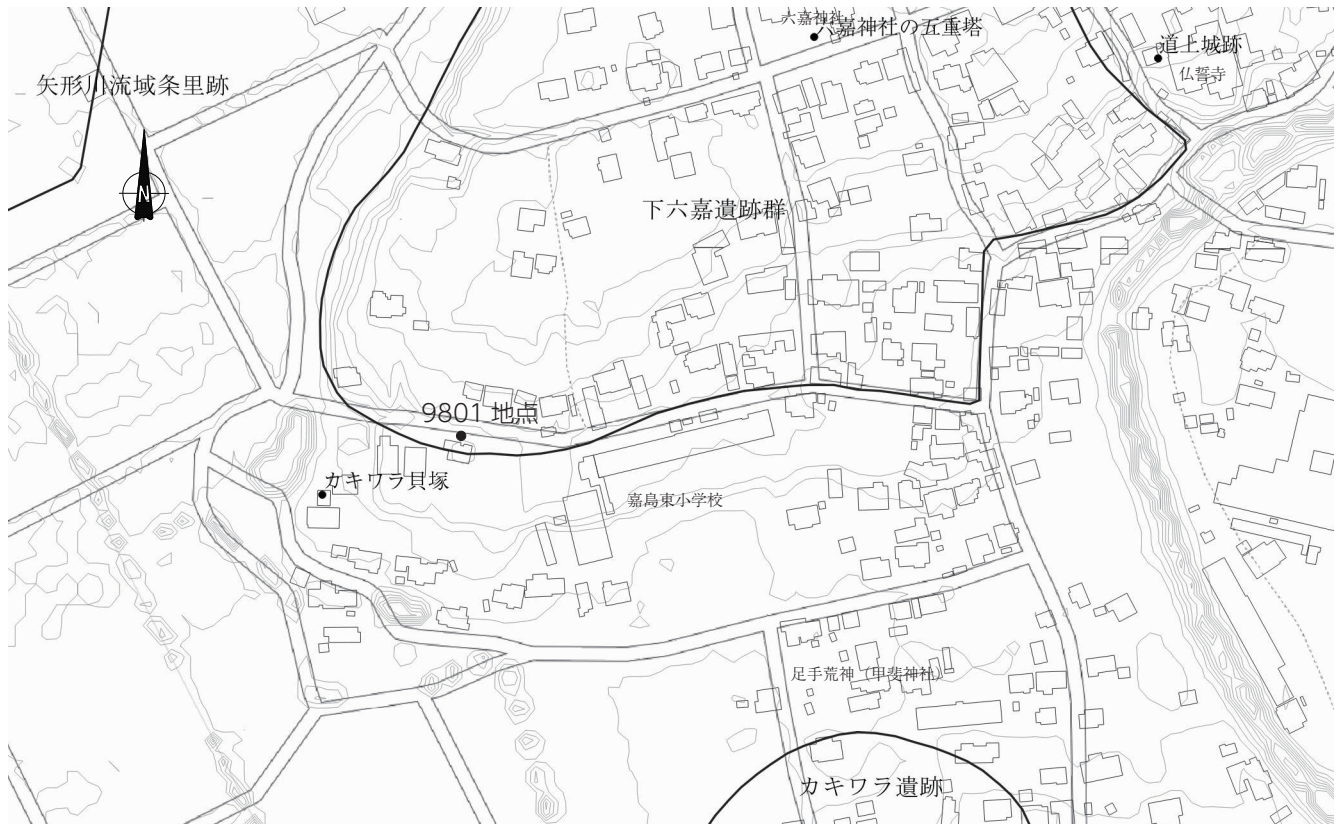 六嘉神社
六嘉神社の五重塔
道上城跡
仏誓寺
矢形川流域条里跡
N
下六嘉遺跡群
9801 地点
カキワラ貝塚
嘉島東小学校
足手荒神（甲斐神社）
カキワラ遺跡